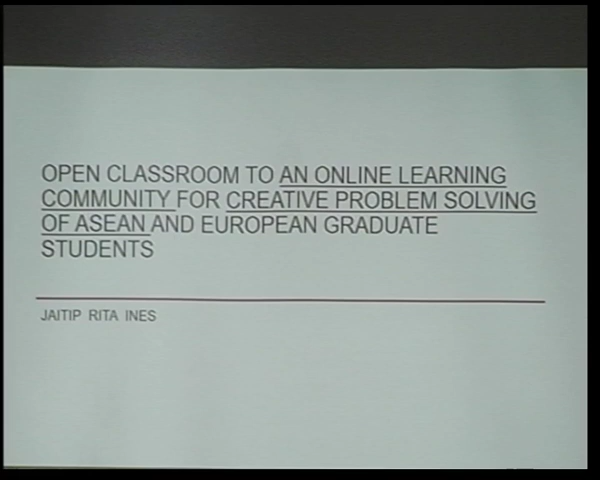 OPEN CLASSROOM TO AN ONLINE LEARNING
COMMUNITY FOR CREATIVE PROBLEM SOLVING
OF ASEAN AND EUROPEAN GRADUATE
STUDENTS
JAITIP RITA INES